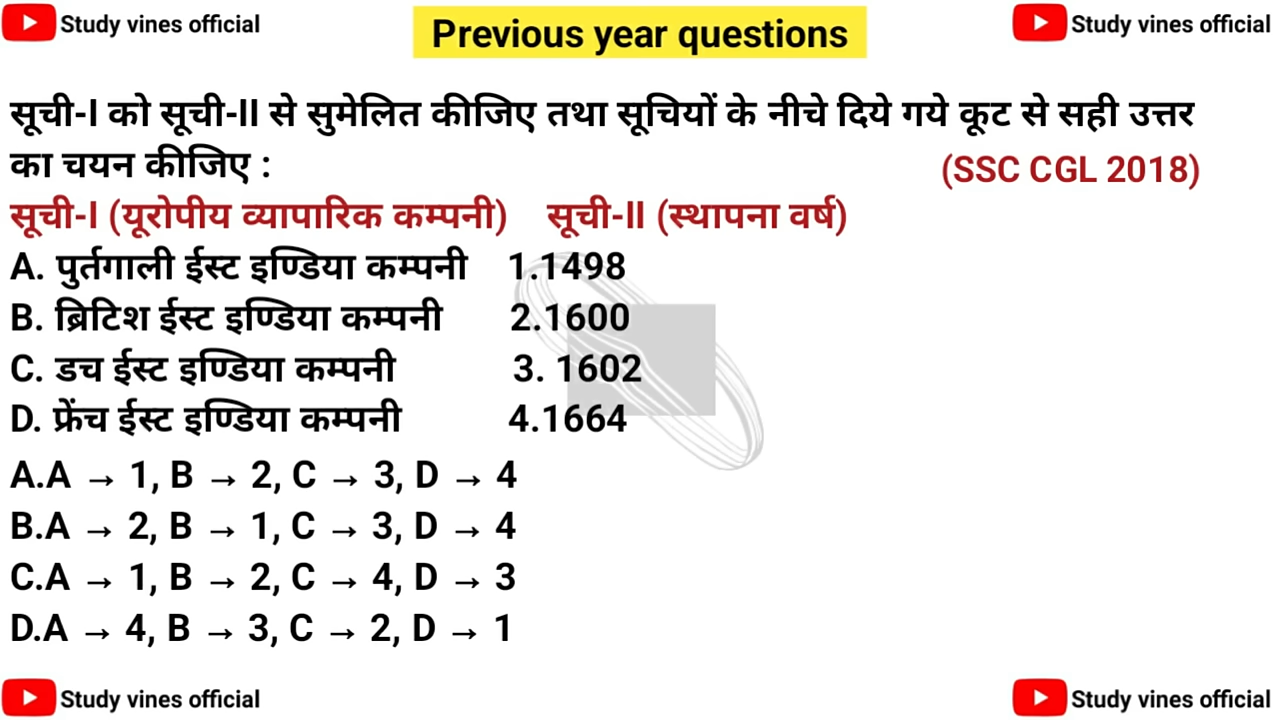 Study vines official
Previous year questions
Study vines official
सूची-I को सूची-II से सुमेलित कीजिए तथा सूचियों के नीचे दिये गये कूट से सही उत्तर
का चयन कीजिए :
(SSC CGL 2018)
सूची-I (यूरोपीय व्यापारिक कम्पनी) सूची-II (स्थापना वर्ष)
A. पुर्तगाली ईस्ट इण्डिया कम्पनी 1.1498
B. ब्रिटिश ईस्ट इण्डिया कम्पनी 2.1600
C. डच ईस्ट इण्डिया कम्पनी 3. 1602
D. फ्रेंच ईस्ट इण्डिया कम्पनी 4.1664
A.A → 1, B → 2, C → 3, D → 4
B.A → 2, B → 1, C → 3, D → 4
C.A → 1, B → 2, C → 4, D → 3
D.A → 4, B → 3, C → 2, D → 1
Study vines official
Study vines official